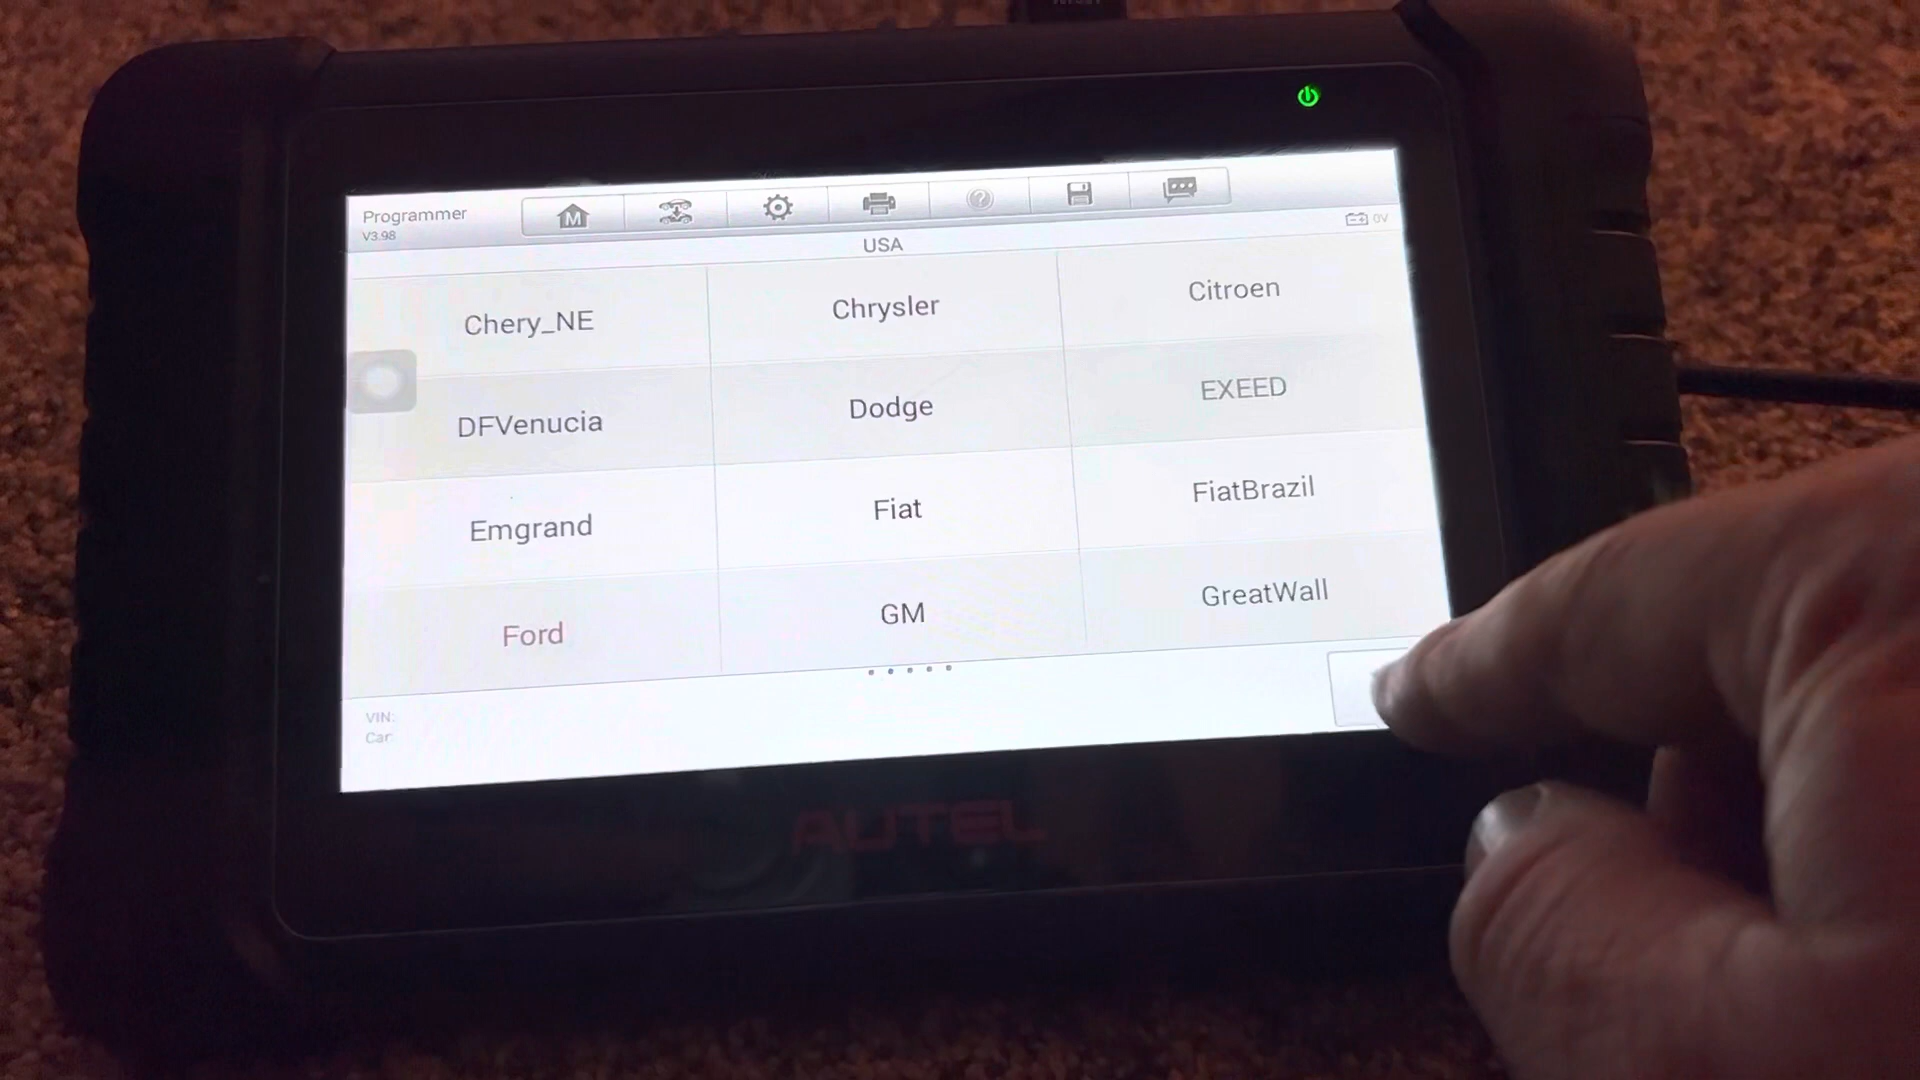 Programmer
V3.98
M
0V
USA
Chery_NE
Chrysler
Citroen
DFVenucia
Dodge
EXEED
Emgrand
Fiat
FiatBrazil
Ford
GM
GreatWall
VIN:
Car:
AUTEL